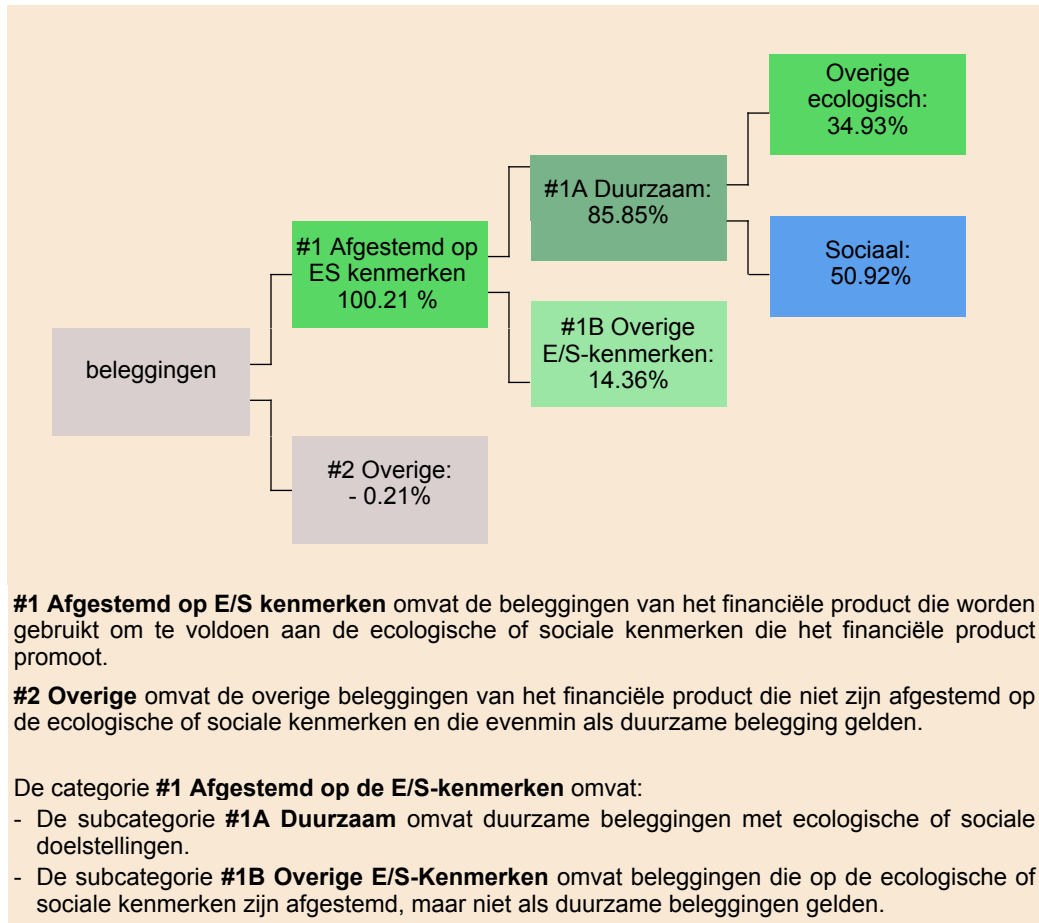 Overige
ecologisch:
34.93%
#1A Duurzaam:
85.85%
#1 Afgestemd op
ES kenmerken
100.21 %
Sociaal:
50.92%
#1B Overige
E/S-kenmerken:
14.36%
beleggingen
#2 Overige:
- 0.21%
#1 Afgestemd op E/S kenmerken omvat de beleggingen van het financiële product die worden
gebruikt om te voldoen aan de ecologische of sociale kenmerken die het financiële product
promoot.
#2 Overige omvat de overige beleggingen van het financiële product die niet zijn afgestemd op
de ecologische of sociale kenmerken en die evenmin als duurzame belegging gelden.
De categorie #1 Afgestemd op de E/S-kenmerken omvat:
- De subcategorie #1A Duurzaam omvat duurzame beleggingen met ecologische of sociale
doelstellingen.
- De subcategorie #1B Overige E/S-Kenmerken omvat beleggingen die op de ecologische of
sociale kenmerken zijn afgestemd, maar niet als duurzame beleggingen gelden.